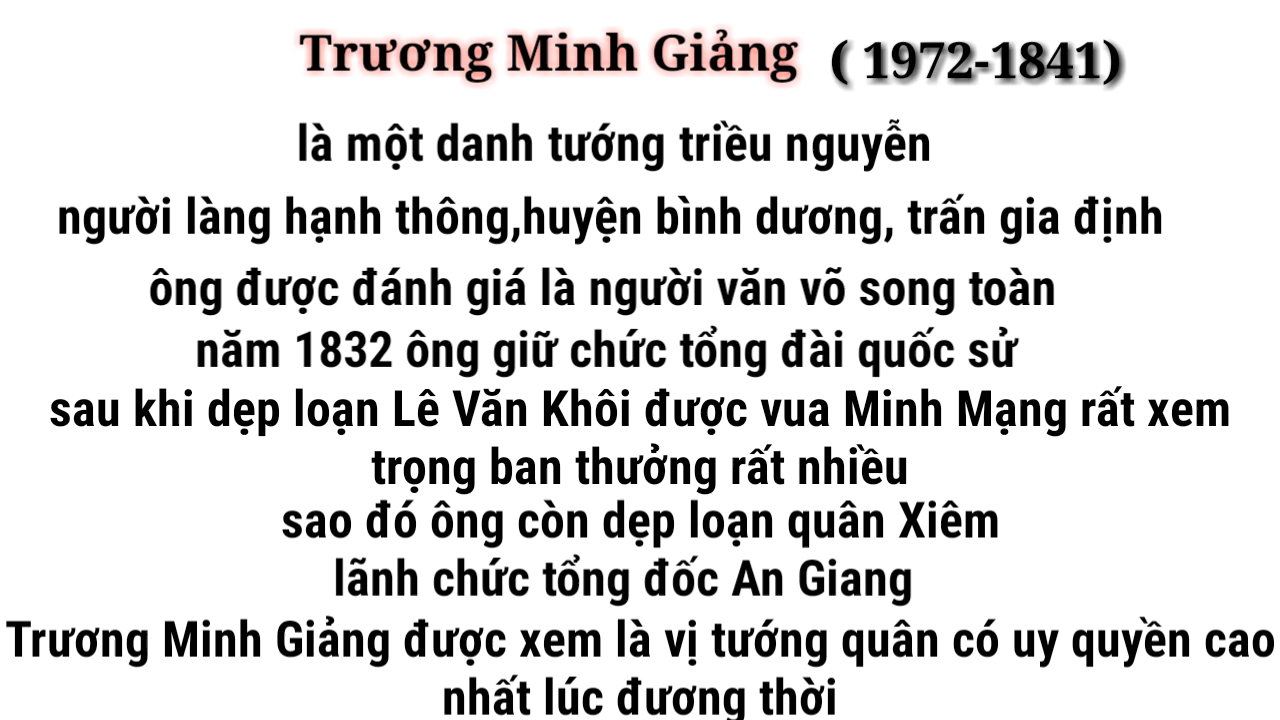 Trương Minh Giảng ( 1972-1841)
là một danh tướng triều nguyễn
người làng hạnh thông,huyện bình dương, trấn gia định
ông được đánh giá là người văn võ song toàn
năm 1832 ông giữ chức tổng đài quốc sử
sau khi dẹp loạn Lê Văn Khôi được vua Minh Mạng rất xem
trọng ban thưởng rất nhiều
sao đó ông còn dẹp loạn quân Xiêm
lãnh chức tổng đốc An Giang
Trương Minh Giảng được xem là vị tướng quân có uy quyền cao
nhất lúc đương thời